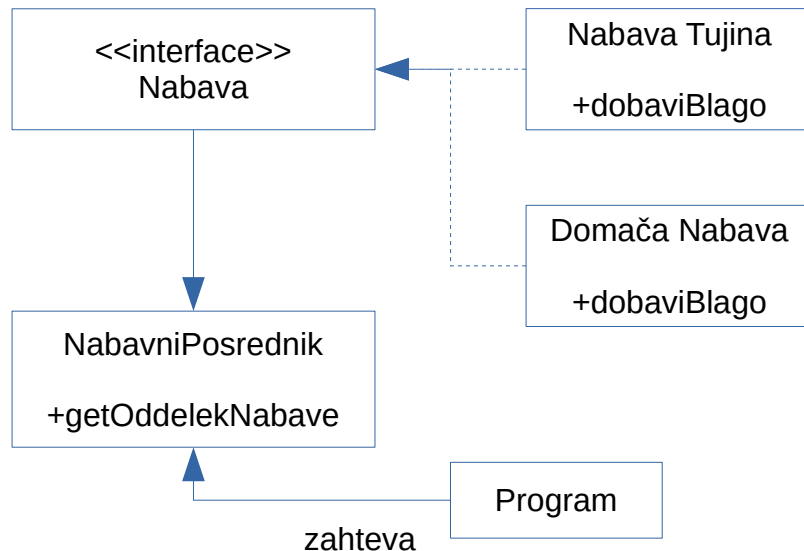 <<interface>>
Nabava
Nabava Tujina
+dobaviBlago
Domača Nabava
+dobaviBlago
NabavniPosrednik
+getOddelekNabave
Program
zahteva